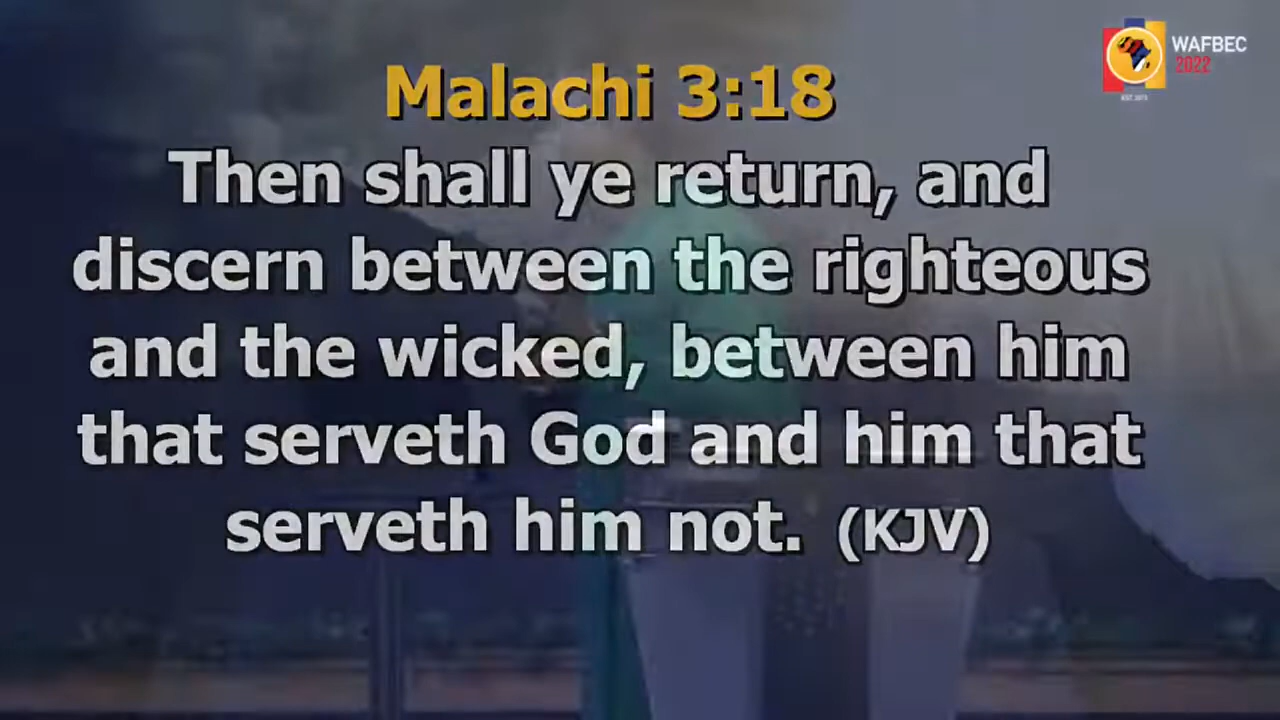 WAFBEC
2022
Malachi 3:18
Then shall ye return, and
discern between the righteous
and the wicked, between him
that serveth God and him that
serveth him not. (KJV)